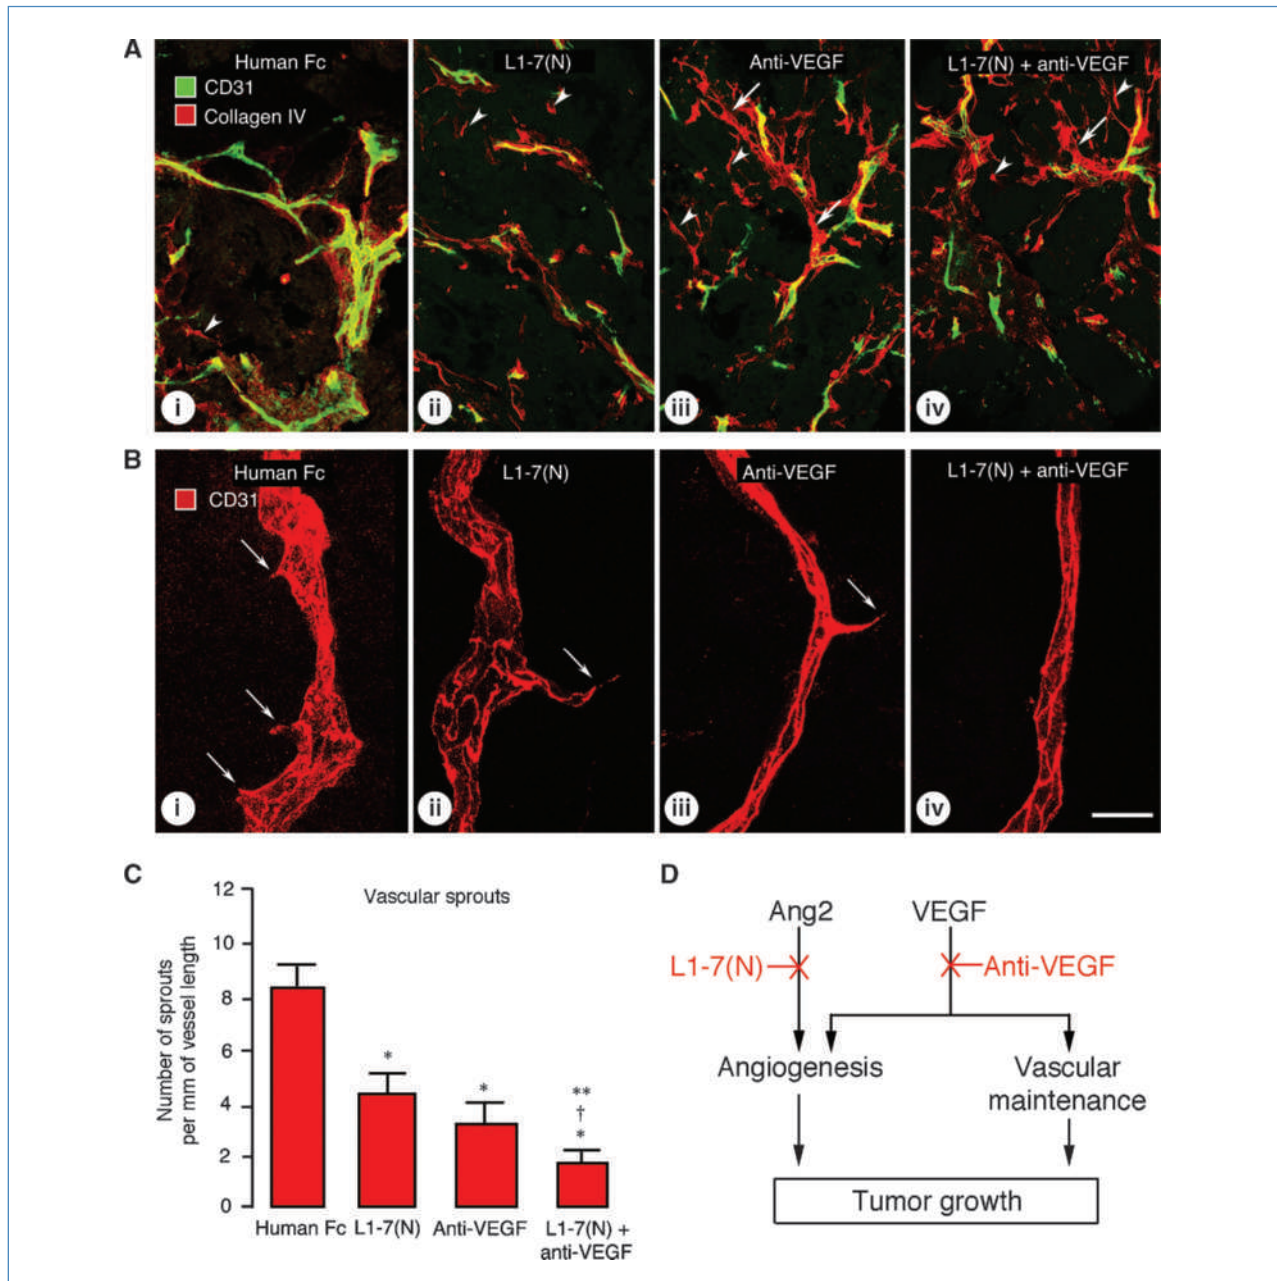 A
Human Fc
CD31
Collagen IV
i
L1-7(N)
ii
Anti-VEGF
iii
L1-7(N) + anti-VEGF
iv
B
Human Fc
CD31
i
L1-7(N)
ii
Anti-VEGF
iii
L1-7(N) + anti-VEGF
iv
C
Vascular sprouts
Number of sprouts
per mm of vessel length
12
10
8
6
4
2
0
*
*
**
†
*
Human Fc
L1-7(N)
Anti-VEGF
L1-7(N) +
anti-VEGF
D
Ang2
VEGF
L1-7(N)
Anti-VEGF
Angiogenesis
Vascular
maintenance
Tumor growth